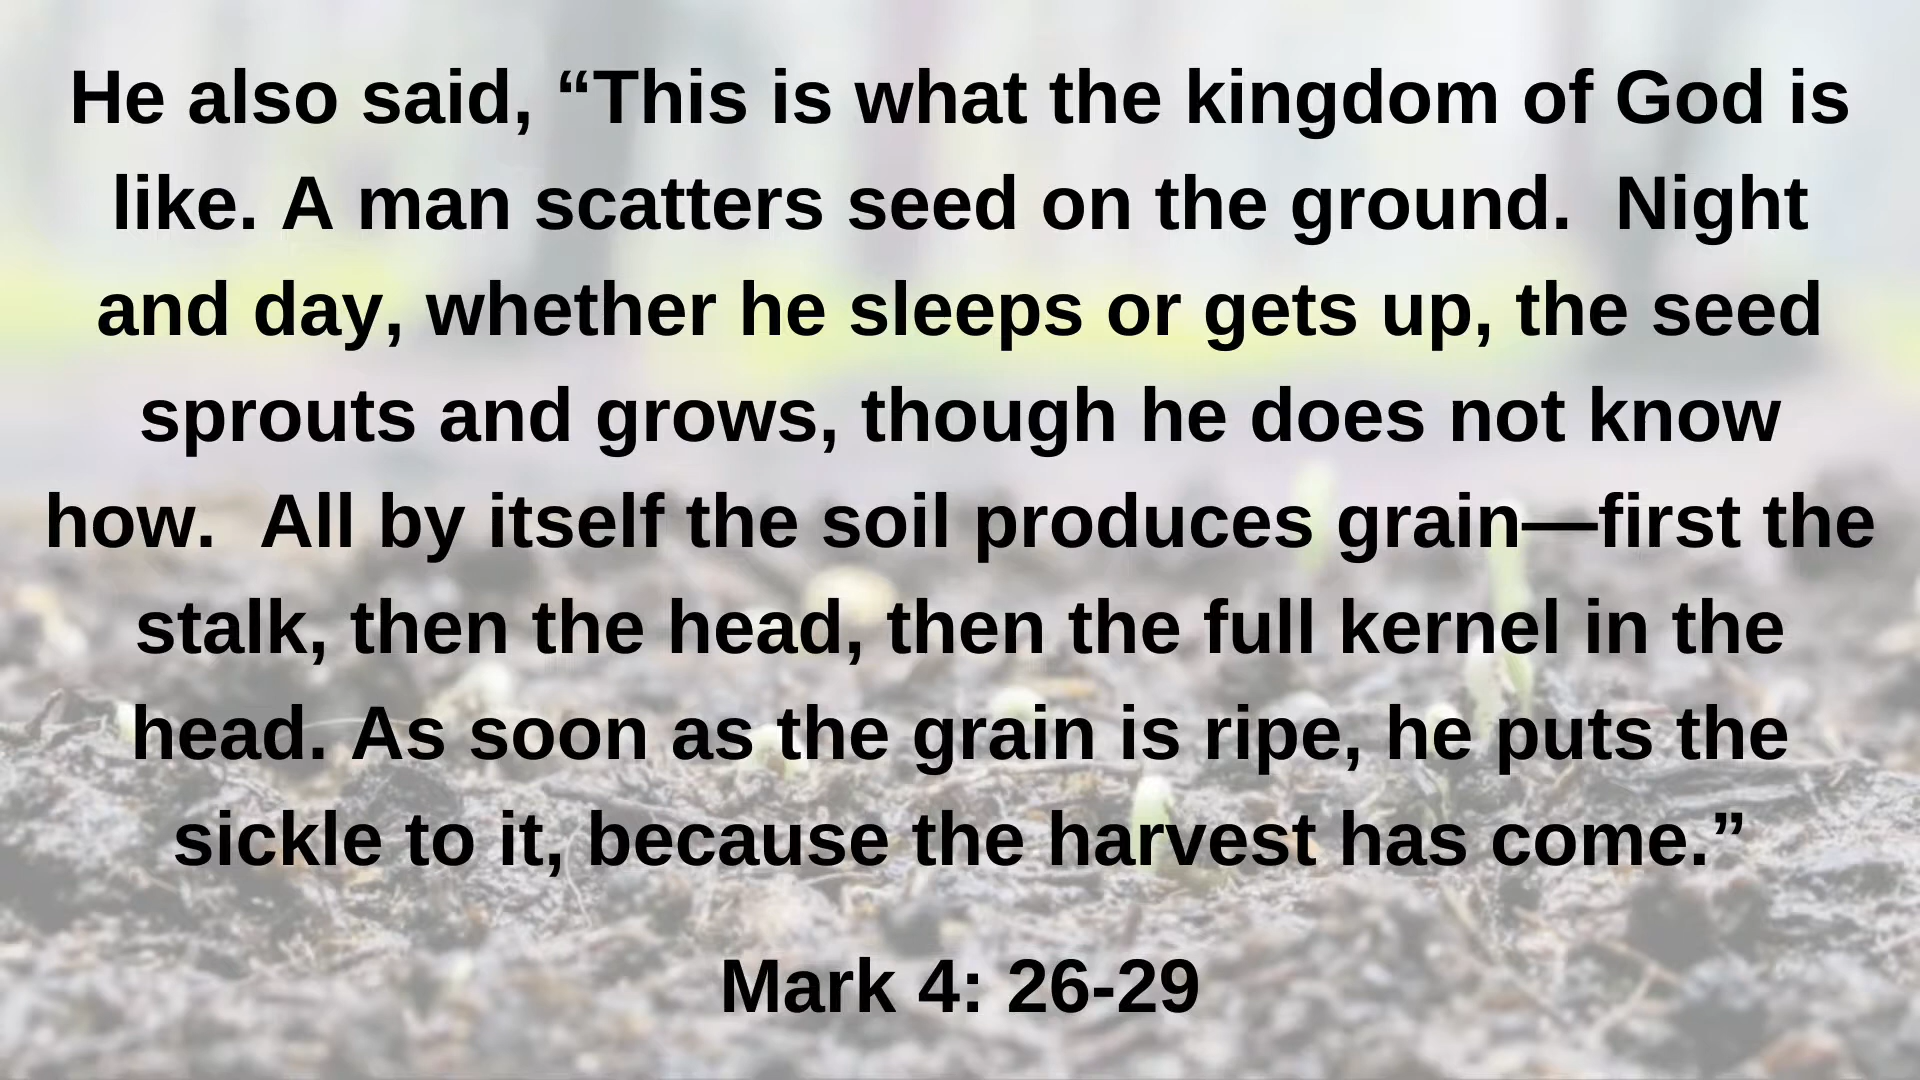 He also said, “This is what the kingdom of God is
like. A man scatters seed on the ground.  Night
and day, whether he sleeps or gets up, the seed
sprouts and grows, though he does not know
how.  All by itself the soil produces grain—first the
stalk, then the head, then the full kernel in the
head. As soon as the grain is ripe, he puts the
sickle to it, because the harvest has come.”
Mark 4: 26-29